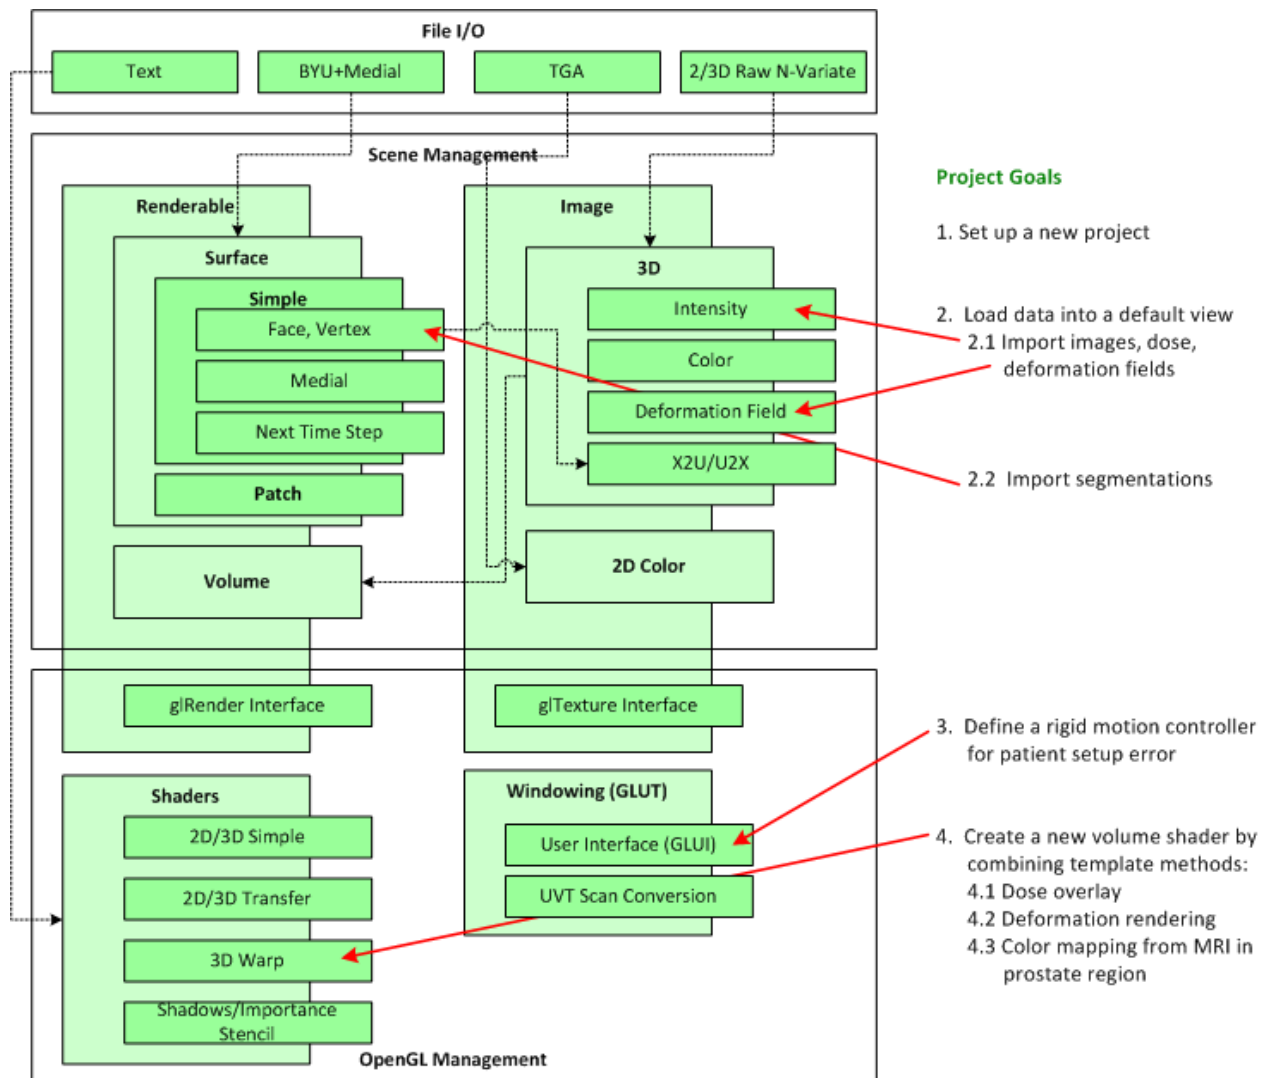 File I/O
Text
BYU+Medial
TGA
2/3D Raw N-Variate
Scene Management
Renderable
Surface
Simple
Face, Vertex
Medial
Next Time Step
Patch
Volume
Image
3D
Intensity
Color
Deformation Field
X2U/U2X
2D Color
glRender Interface
glTexture Interface
Shaders
2D/3D Simple
2D/3D Transfer
3D Warp
Shadows/Importance
Stencil
Windowing (GLUT)
User Interface (GLUI)
UVT Scan Conversion
OpenGL Management
Project Goals
1. Set up a new project
2. Load data into a default view
2.1 Import images, dose,
deformation fields
2.2 Import segmentations
3. Define a rigid motion controller
for patient setup error
4. Create a new volume shader by
combining template methods:
4.1 Dose overlay
4.2 Deformation rendering
4.3 Color mapping from MRI in
prostate region